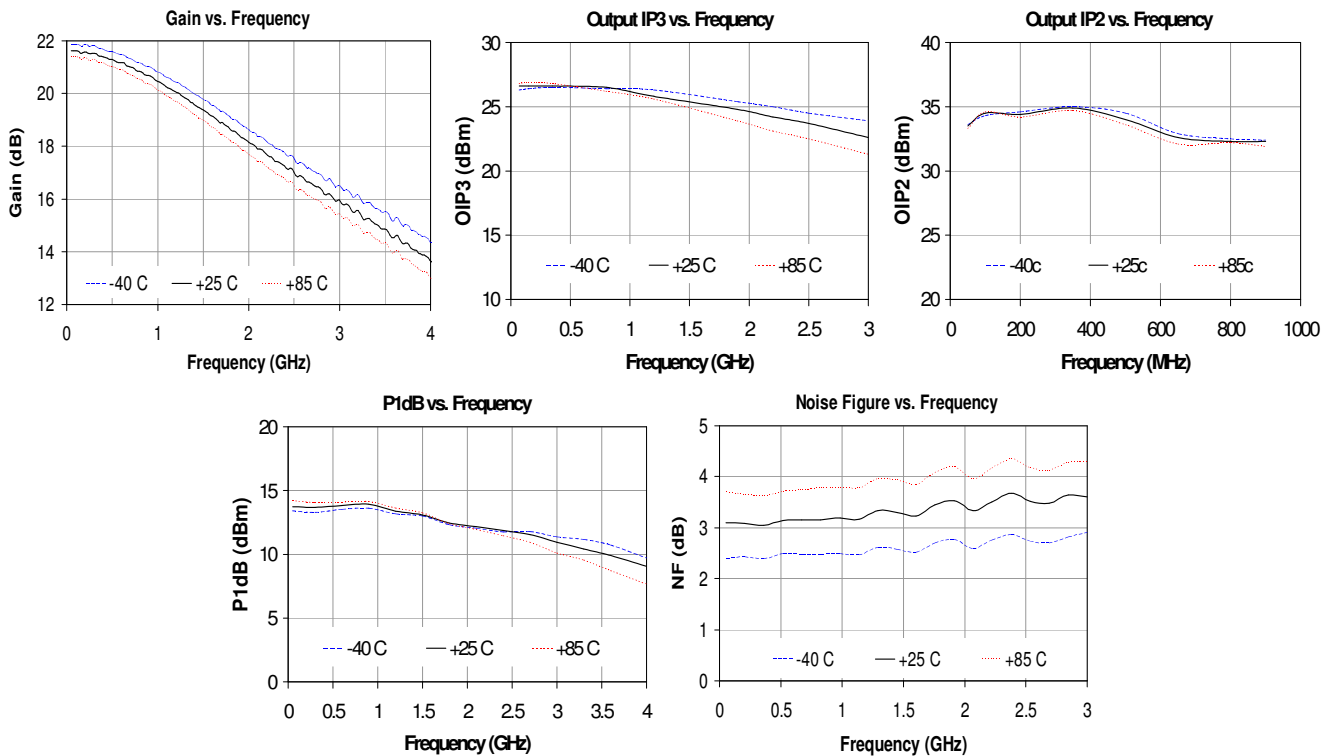 Gain vs. Frequency
22
20
18
16
14
12
Gain (dB)
-40 C
+25 C
+85 C
0
1
2
3
4
Frequency (GHz)
Output IP3 vs. Frequency
30
25
20
15
10
OIP3 (dBm)
-40 C
+25 C
+85 C
0
0.5
1
1.5
2
2.5
3
Frequency (GHz)
Output IP2 vs. Frequency
40
35
30
25
20
OIP2 (dBm)
-40c
+25c
+85c
0
200
400
600
800
1000
Frequency (MHz)
P1dB vs. Frequency
20
15
10
5
0
P1dB (dBm)
-40 C
+25 C
+85 C
0
0.5
1
1.5
2
2.5
3
3.5
4
Frequency (GHz)
Noise Figure vs. Frequency
5
4
3
2
1
0
NF (dB)
-40 C
+25 C
+85 C
0
0.5
1
1.5
2
2.5
3
Frequency (GHz)